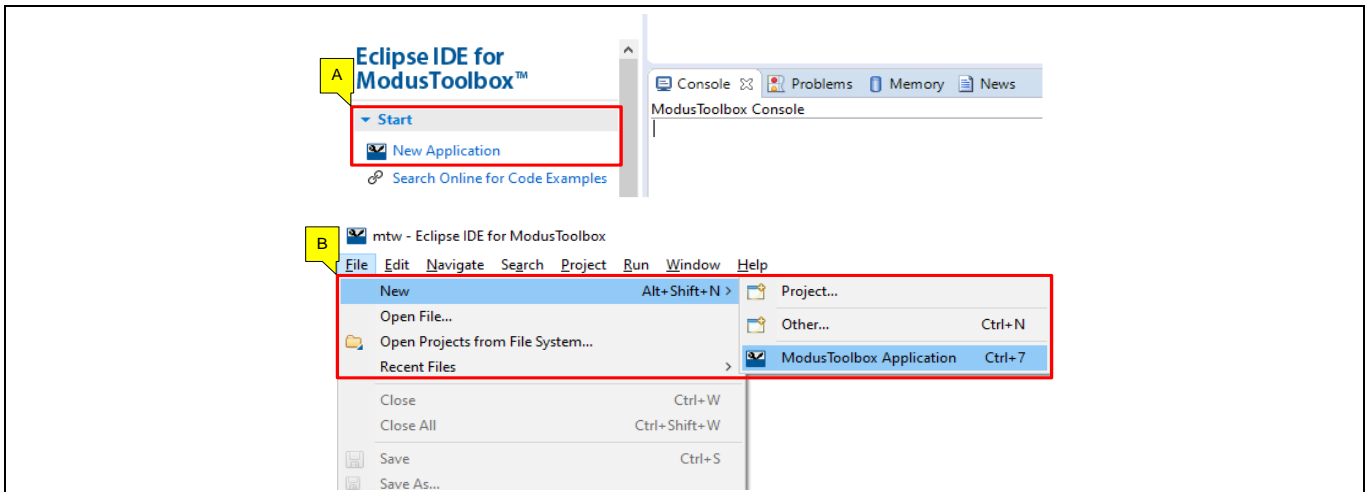 A
Eclipse IDE for
ModusToolbox™
Start
New Application
Search Online for Code Examples
Console Problems Memory News
ModusToolbox Console
B
mtw - Eclipse IDE for ModusToolbox
File Edit Navigate Search Project Run Window Help
New Alt+Shift+N > Project...
Open File...
Other... Ctrl+N
Open Projects from File System...
ModusToolbox Application Ctrl+7
Recent Files >
Close Ctrl+W
Close All Ctrl+Shift+W
Save Ctrl+S
Save As...